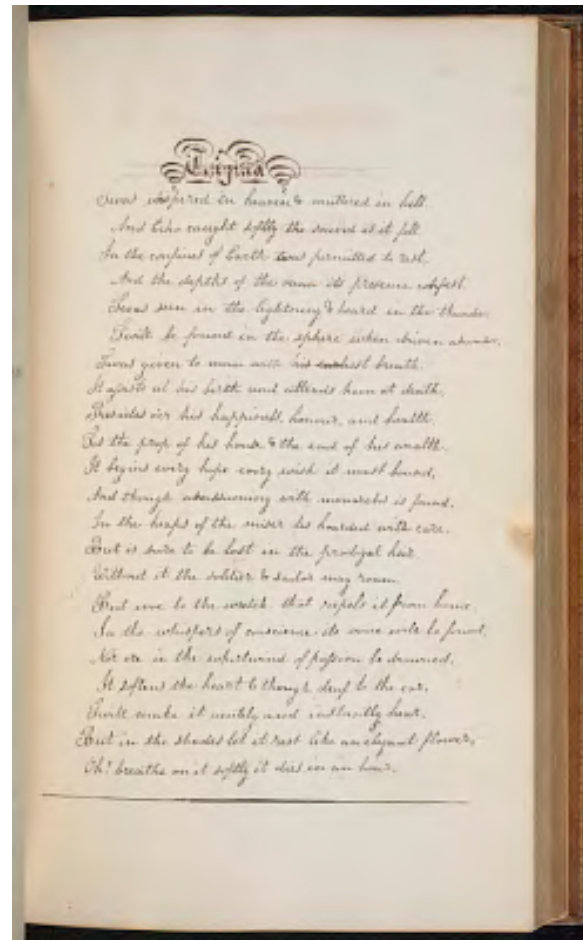 Enigma
Twas whispered in heaven & muttered in hell
And Echo caught softly the sound as it fell
In the confines of Earth twas permitted to rest.
And the depths of the ocean its presence confest.
Twas seen in the lightning & heard in the thunder.
Twill be found in the sphere when driven asunder.
Twas given to man with his earliest breath.
It assists at his birth and attends him at death.
Presides o'er his happiness, honour, and health.
Tis the prop of his house & the end of his wealth.
It begins every hope every wish it must bound.
And though unassuming with monarchs is found.
In the heaps of the miser tis hoarded with care.
But is sure to be lost in the prodigal heir
Without it the soldier & sailor may roam.
But woe to the wretch that expels it from home.
In the whispers of conscience its voice will be found.
Nor e'er in the whirlwind of passion be drowned.
It softens the heart & though deaf to the ear.
Twill make it acutely and instantly hear.
But in the shades let it rest like an elegant flower,
Oh! breathe on it softly it dies in an hour.